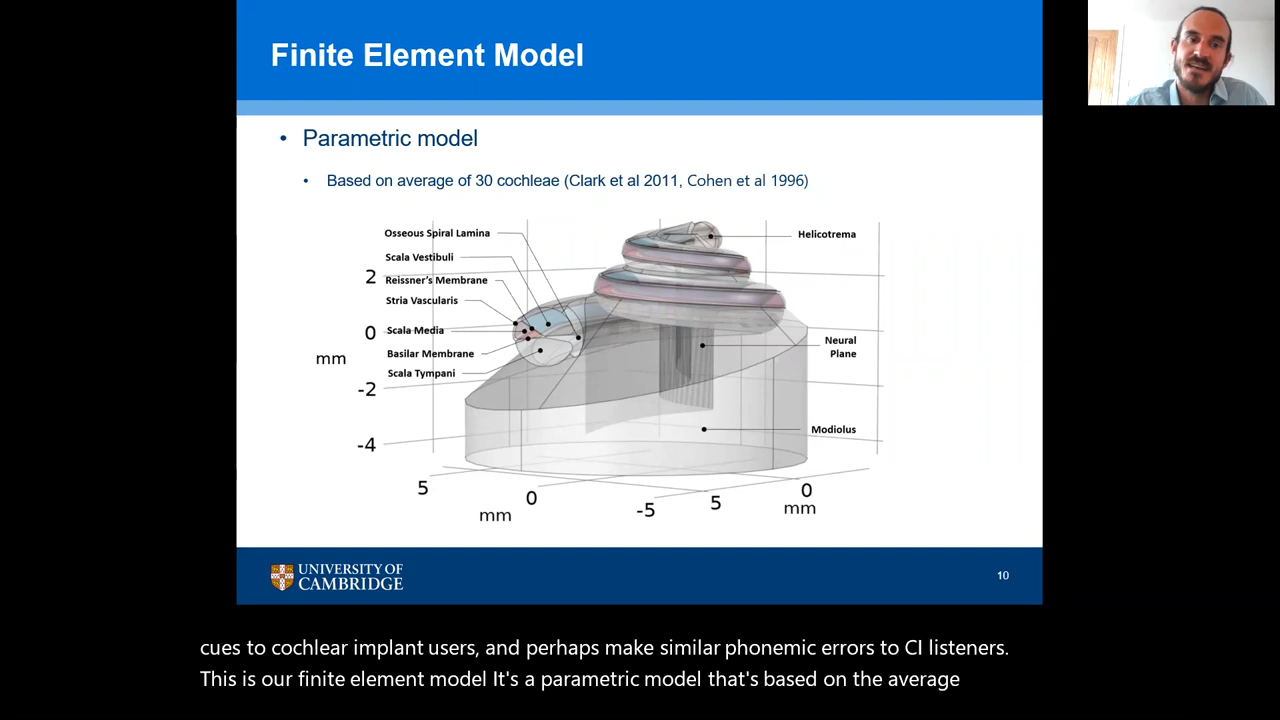 Finite Element Model
• Parametric model
• Based on average of 30 cochleae (Clark et al 2011, Cohen et al 1996)
Osseous Spiral Lamina
Scala Vestibuli
Reissner's Membrane
Stria Vascularis
Scala Media
Basilar Membrane
Scala Tympani
Helicotrema
Neural
Plane
Modiolus
2
0
mm
-2
-4
5
0
mm
-5
5
0
mm
UNIVERSITY OF
CAMBRIDGE
10
cues to cochlear implant users, and perhaps make similar phonemic errors to CI listeners.
This is our finite element model It's a parametric model that's based on the average